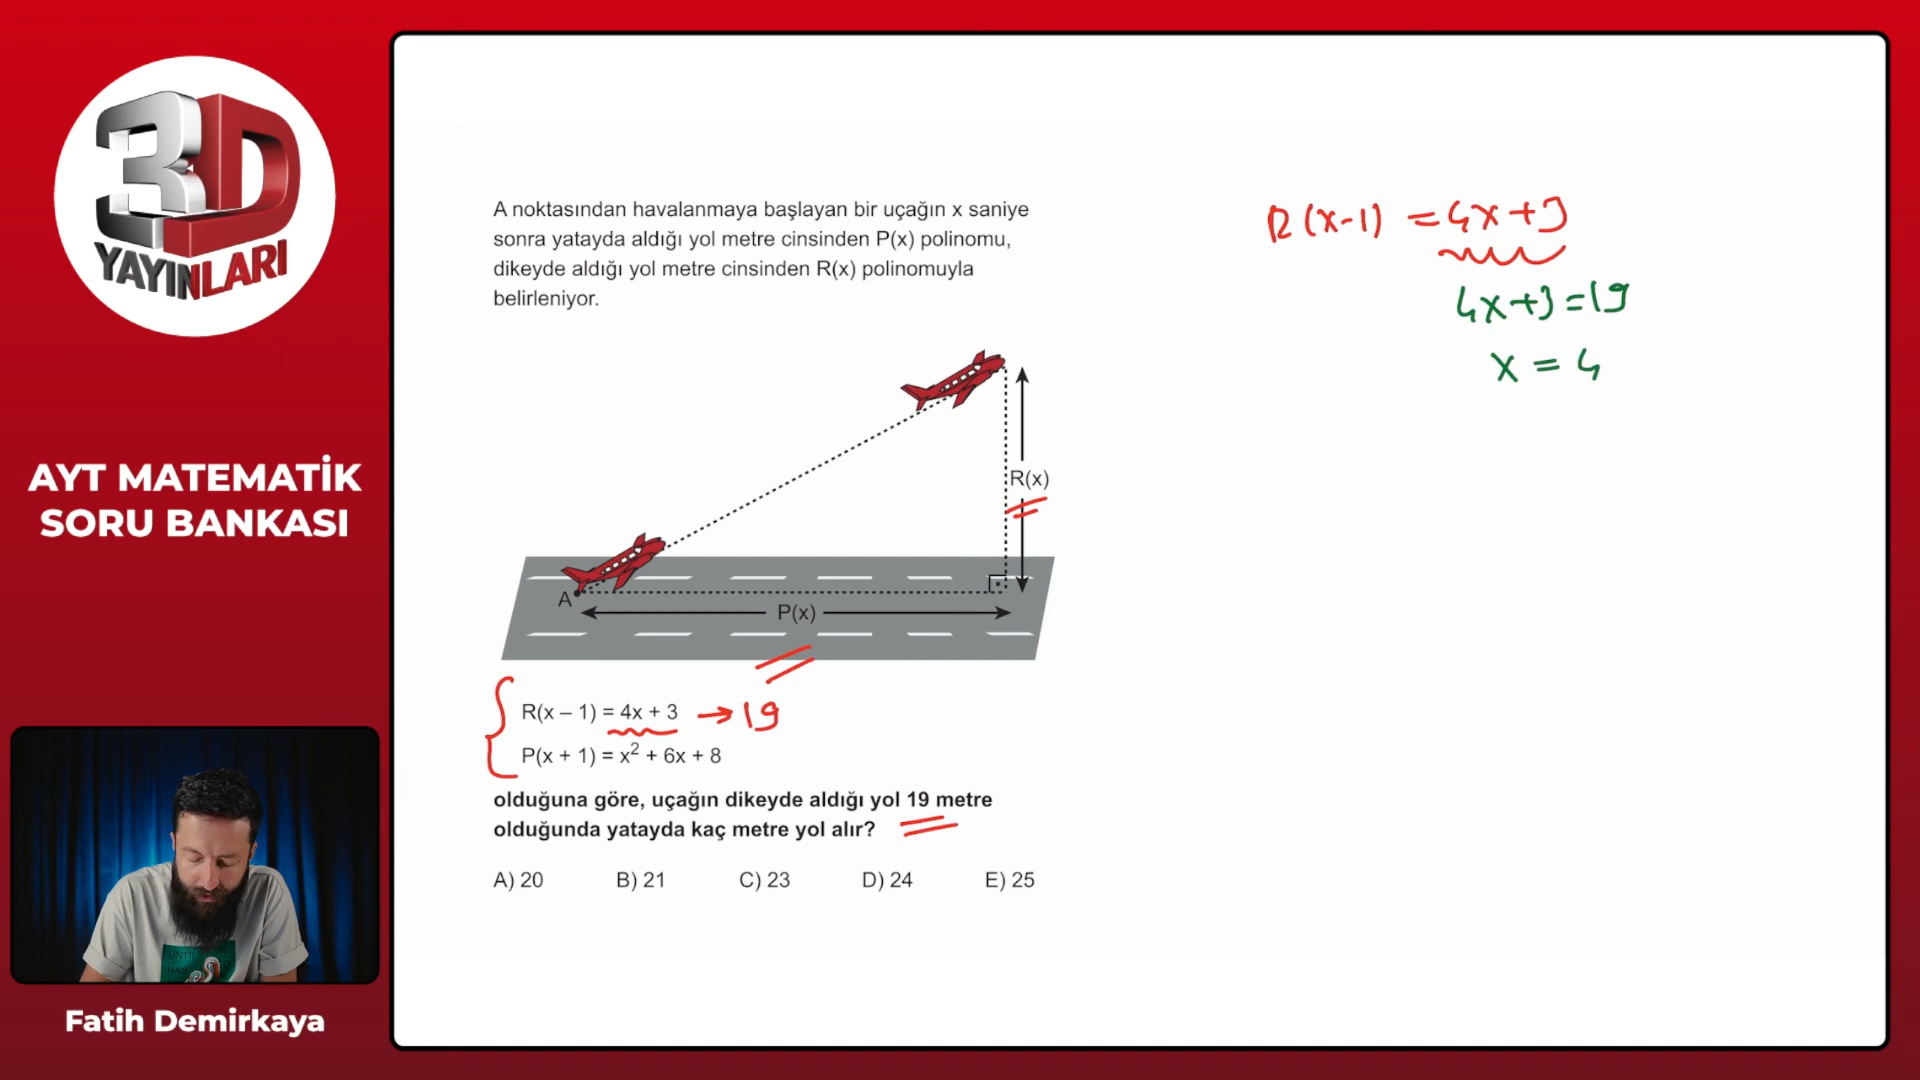 3D
YAYINLARI
AYT MATEMATİK
SORU BANKASI
Fatih Demirkaya
A noktasından havalanmaya başlayan bir uçağın x saniye
sonra yatayda aldığı yol metre cinsinden P(x) polinomu,
dikeyde aldığı yol metre cinsinden R(x) polinomuyla
belirleniyor.
R(x)
A
P(x)
R(x – 1) = 4x + 3 → 19
P(x + 1) = x² + 6x + 8
olduğuna göre, uçağın dikeyde aldığı yol 19 metre
olduğunda yatayda kaç metre yol alır?
A) 20 B) 21 C) 23 D) 24 E) 25
R(x-1) = 4x+3
4x+3=19
x = 4